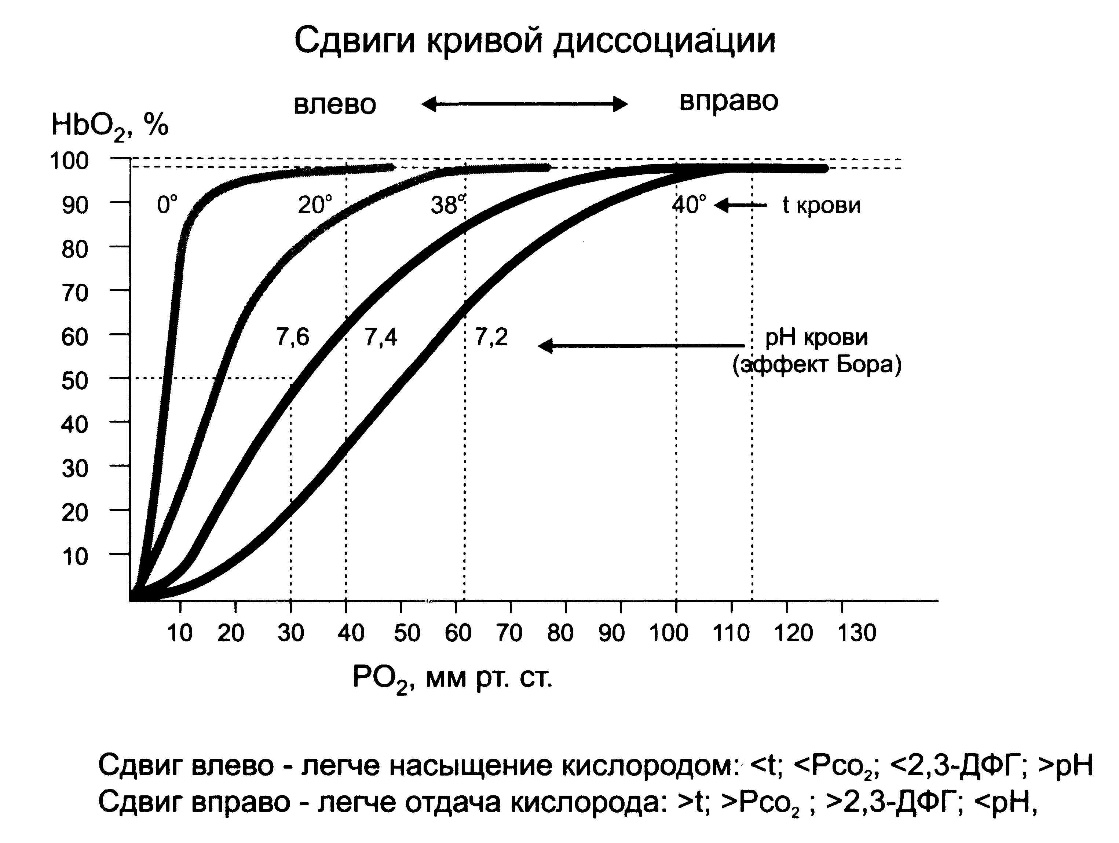 Сдвиги кривой диссоциации
влево вправо
HbO₂, %
100
90
80
70
60
50
40
30
20
10
0° 20° 38° 40° t крови
7,6 7,4 7,2 pH крови
(эффект Бора)
10 20 30 40 50 60 70 80 90 100 110 120 130
PO₂, мм рт. ст.
Сдвиг влево - легче насыщение кислородом: <t; <Pco₂; <2,3-ДФГ; >pH
Сдвиг вправо - легче отдача кислорода: >t; >Pco₂ ; >2,3-ДФГ; <pH,